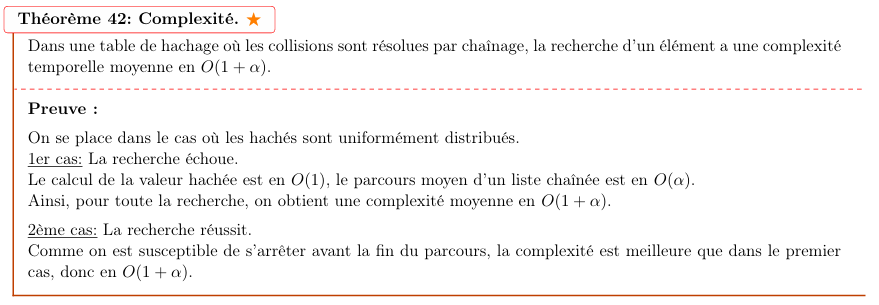 Théorème 42: Complexité. ★
Dans une table de hachage où les collisions sont résolues par chaînage, la recherche d'un élément a une complexité
temporelle moyenne en O(1 + α).
Preuve :
On se place dans le cas où les hachés sont uniformément distribués.
1er cas: La recherche échoue.
Le calcul de la valeur hachée est en O(1), le parcours moyen d'un liste chaînée est en O(α).
Ainsi, pour toute la recherche, on obtient une complexité moyenne en O(1 + α).
2ème cas: La recherche réussit.
Comme on est susceptible de s'arrêter avant la fin du parcours, la complexité est meilleure que dans le premier
cas, donc en O(1 + α).